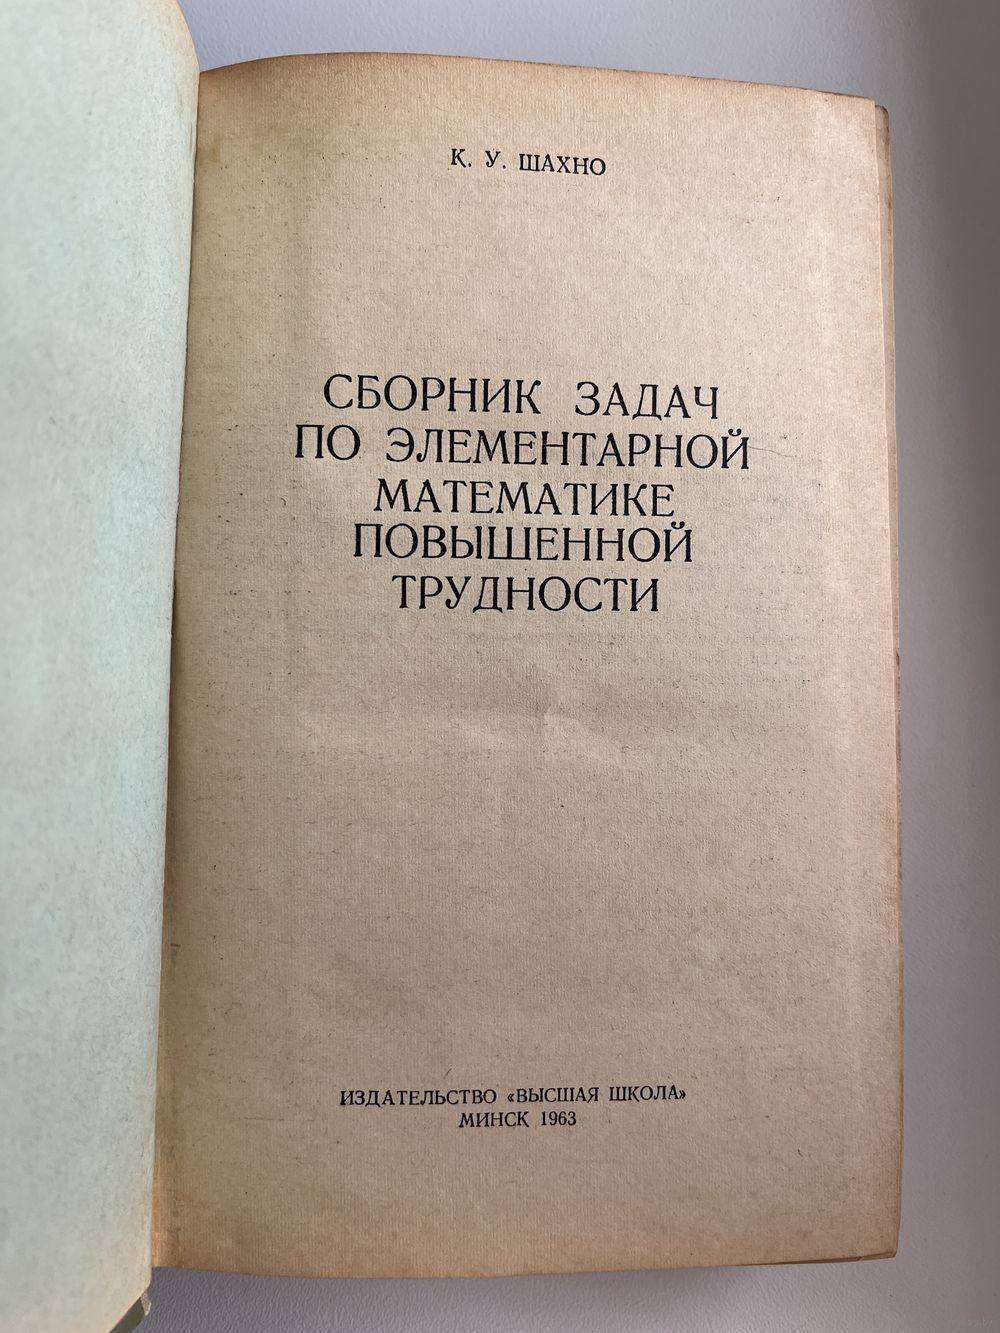 К. У. ШАХНО
СБОРНИК ЗАДАЧ
ПО ЭЛЕМЕНТАРНОЙ
МАТЕМАТИКЕ
ПОВЫШЕННОЙ
ТРУДНОСТИ
ИЗДАТЕЛЬСТВО «ВЫСШАЯ ШКОЛА»
МИНСК 1963